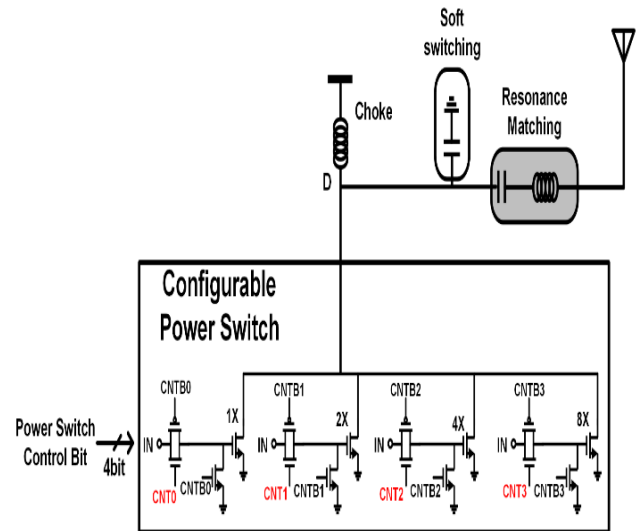 Soft
switching
Choke
Resonance
Matching
D
Configurable
Power Switch
CNTB0
CNTB1
CNTB2
CNTB3
1X
2X
4X
8X
Power Switch
Control Bit
4bit
IN
IN
IN
IN
CNT0
CNTB0
CNT1
CNTB1
CNT2
CNTB2
CNT3
CNTB3